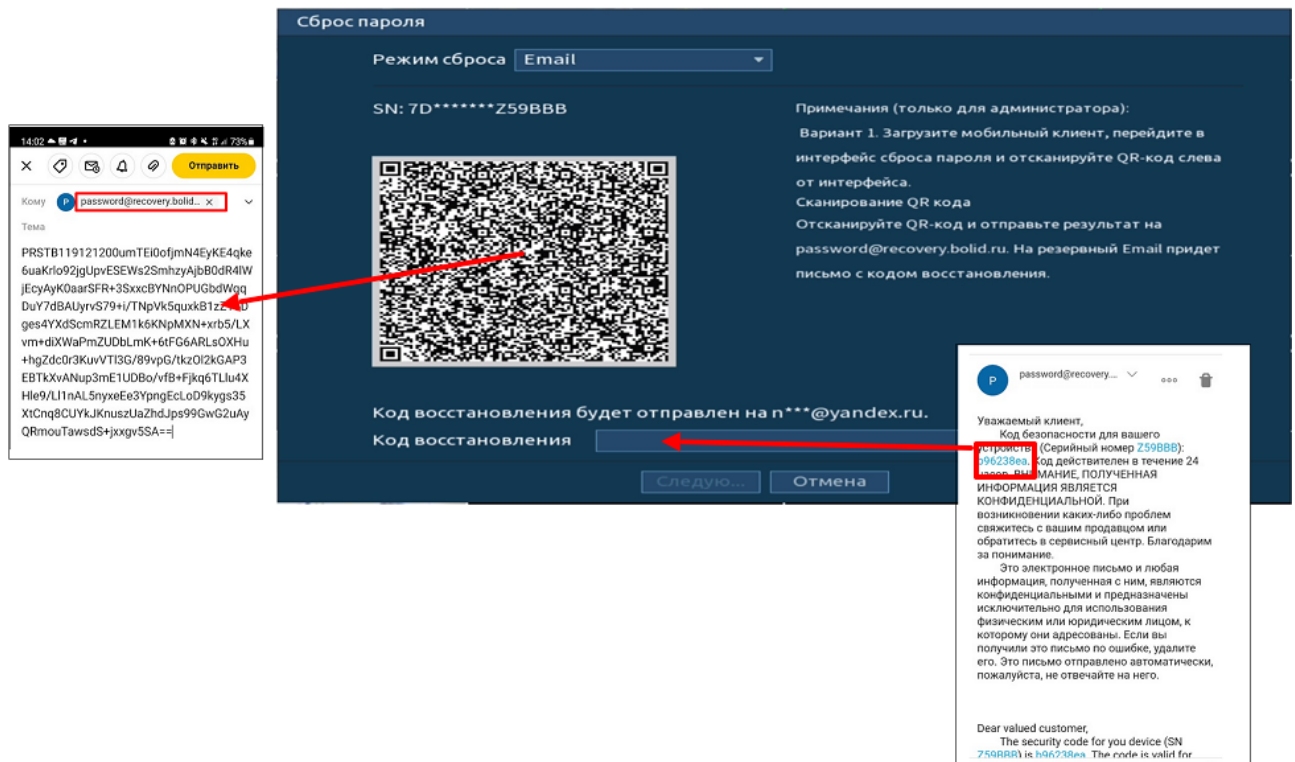 Сброс пароля
Режим сброса Email
SN: 7D*******Z59BBB
Примечания (только для администратора):
Вариант 1. Загрузите мобильный клиент, перейдите в
интерфейс сброса пароля и отсканируйте QR-код слева
от интерфейса.
Сканирование QR кода
Отсканируйте QR-код и отправьте результат на
password@recovery.bolid.ru. На резервный Email придет
письмо с кодом восстановления.
Код восстановления будет отправлен на n***@yandex.ru.
Код восстановления
Следую... Отмена
14:02 73%
Отправить
Кому P password@recovery.bolid... x
Тема
PRSTB119121200umTEi0ofjmN4EyKE4qke
6uaKrlo92jgUpvESEWs2SmhzyAjbB0dR4lW
jEcyAyK0aarSFR+3SxxcBYNnOPUGbdWgq
DuY7dBAUyrvS79+i/TNpVk5quxkB1zZ
ges4YXdScmRZLEM1k6KNpMXN+xrb5/LX
vm+diXWaPmZUDbLmK+6tFG6ARLsOXHu
+hgZdc0r3KuvVTl3G/89vpG/tkzOl2kGAP3
EBTkXvANup3mE1UDBo/vfB+Fjkq6TLlu4X
Hle9/Ll1nAL5nyxeEe3YpngEcLoD9kygs35
XtCnq8CUYkJKnuszUaZhdJps99GwG2uAy
QRmouTawsdS+jxxgv5SA==
P password@recovery....
Уважаемый клиент,
Код безопасности для вашего
устройства (Серийный номер Z59BBB):
b96238ea. Код действителен в течение 24
часов. ВНИМАНИЕ, ПОЛУЧЕННАЯ
ИНФОРМАЦИЯ ЯВЛЯЕТСЯ
КОНФИДЕНЦИАЛЬНОЙ. При
возникновении каких-либо проблем
свяжитесь с вашим продавцом или
обратитесь в сервисный центр. Благодарим
за понимание.
Это электронное письмо и любая
информация, полученная с ним, являются
конфиденциальными и предназначены
исключительно для использования
физическим или юридическим лицом, к
которому они адресованы. Если вы
получили это письмо по ошибке, удалите
его. Это письмо отправлено автоматически,
пожалуйста, не отвечайте на него.
Dear valued customer,
The security code for you device (SN
Z59BBB) is b96238ea. The code is valid for